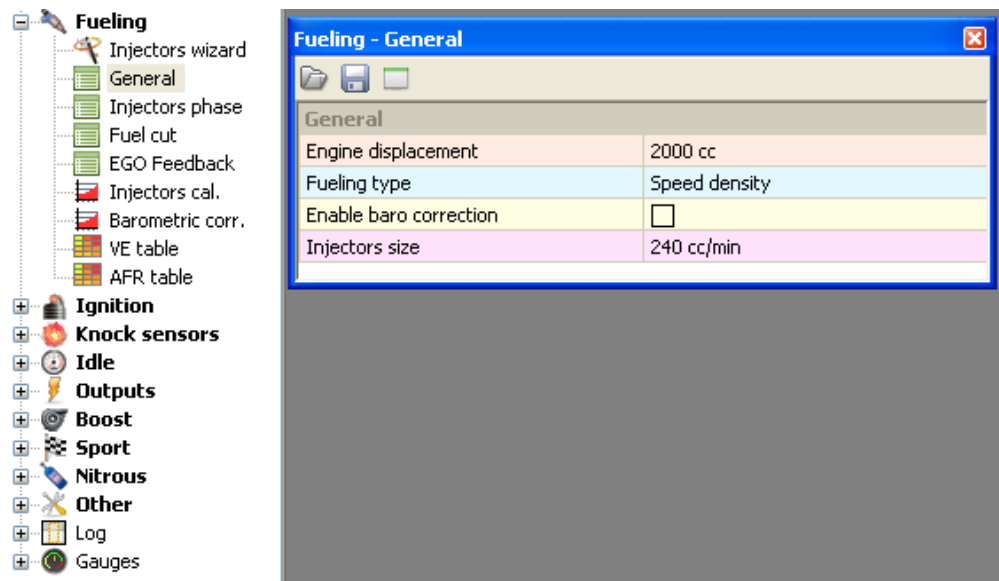 Fueling
Injectors wizard
General
Injectors phase
Fuel cut
EGO Feedback
Injectors cal.
Barometric corr.
VE table
AFR table
Ignition
Knock sensors
Idle
Outputs
Boost
Sport
Nitrous
Other
Log
Gauges
Fueling - General
General
Engine displacement 2000 cc
Fueling type Speed density
Enable baro correction
Injectors size 240 cc/min